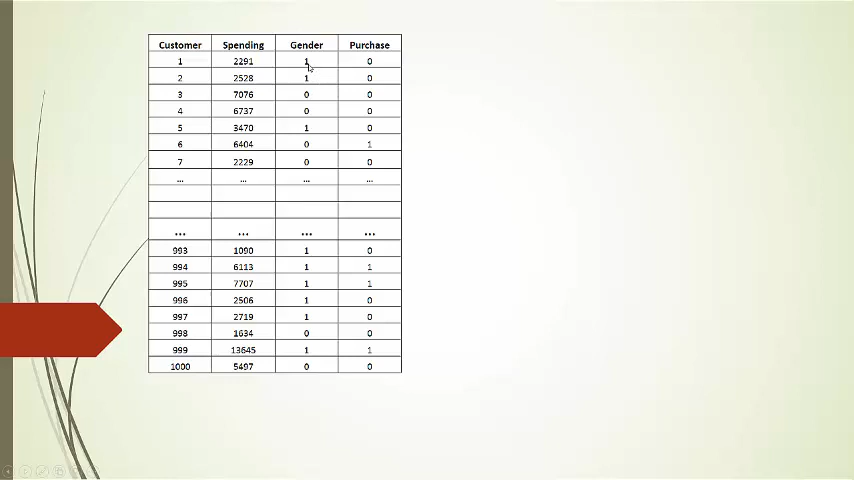 Customer Spending Gender Purchase
1 2291 1 0
2 2528 1 0
3 7076 0 0
4 6737 0 0
5 3470 1 0
6 6404 0 1
7 2229 0 0
... ... ... ...
... ... ... ...
993 1090 1 0
994 6113 1 1
995 7707 1 1
996 2506 1 0
997 2719 1 0
998 1634 0 0
999 13645 1 1
1000 5497 0 0